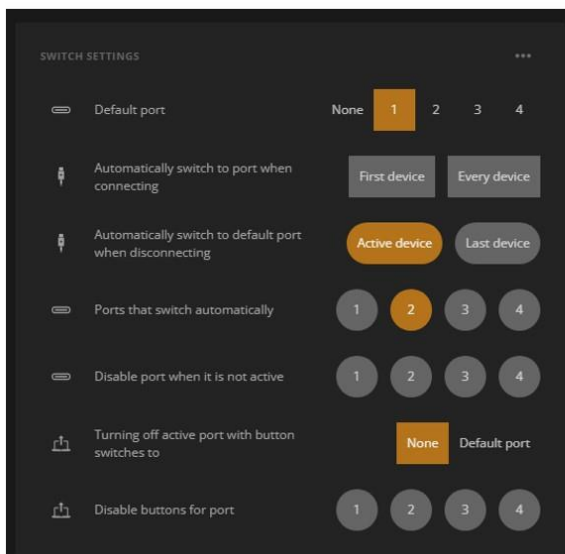 SWITCH SETTINGS
Default port
None 1 2 3 4
Automatically switch to port when
connecting
First device Every device
Automatically switch to default port
when disconnecting
Active device Last device
Ports that switch automatically
1 2 3 4
Disable port when it is not active
1 2 3 4
Turning off active port with button
switches to
None Default port
Disable buttons for port
1 2 3 4